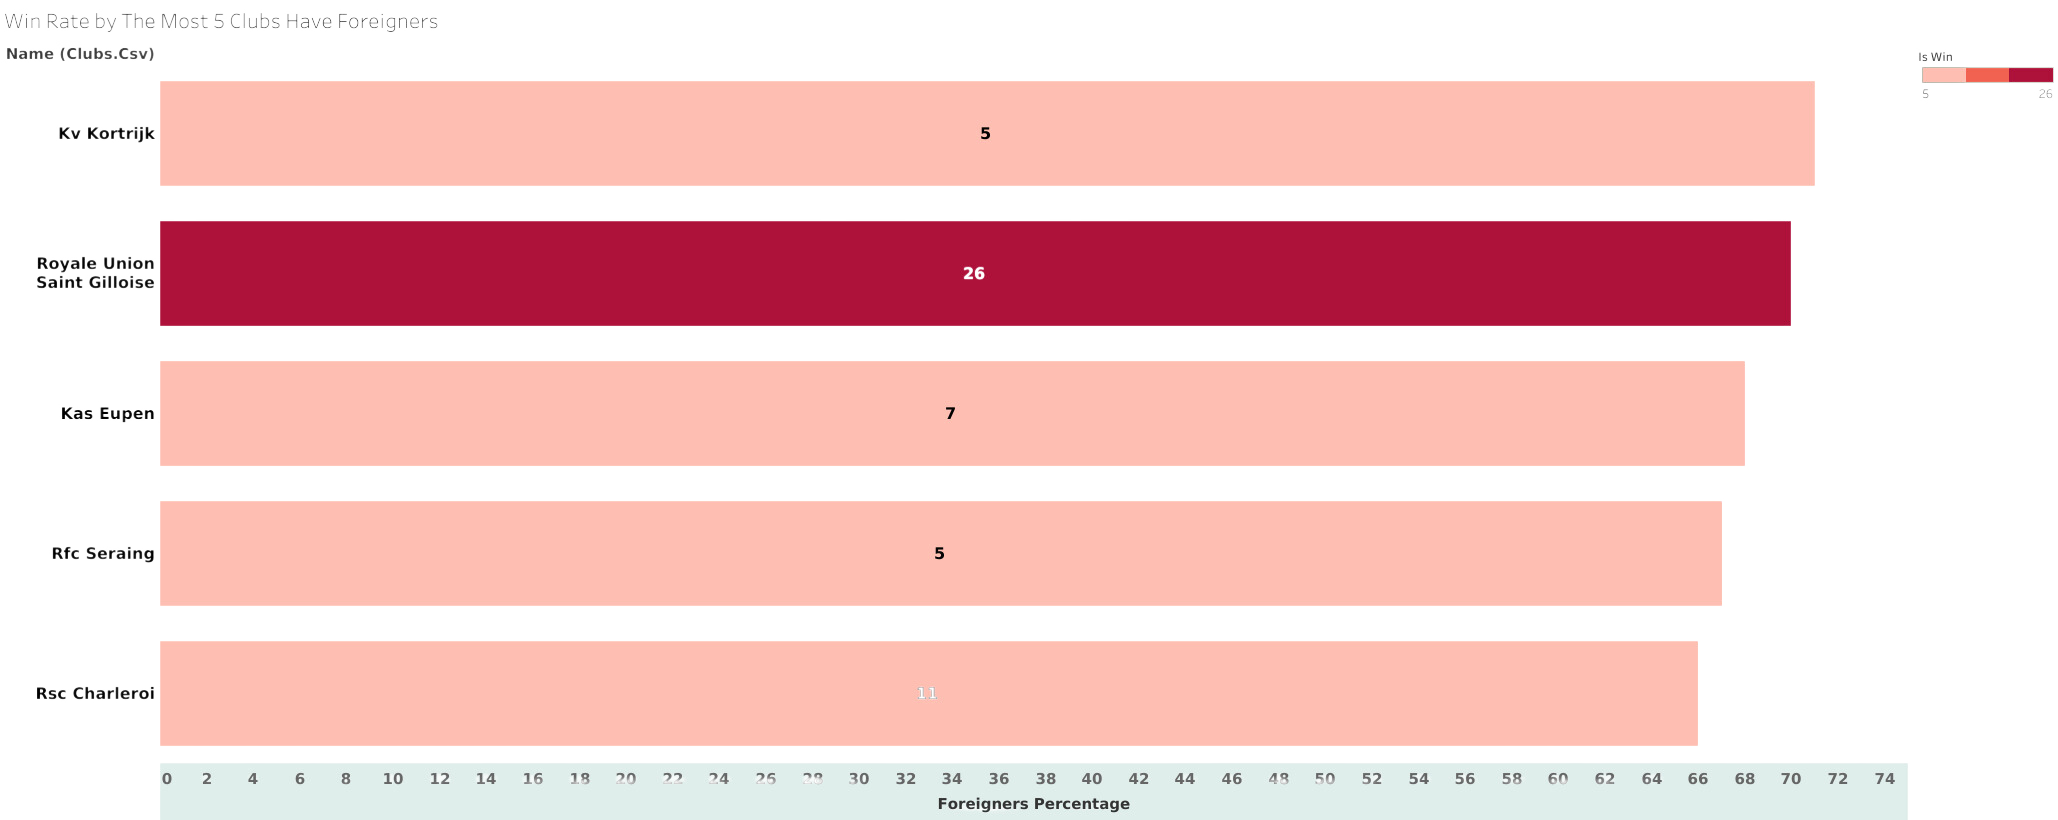 Win Rate by The Most 5 Clubs Have Foreigners
Name (Clubs.Csv)
Is Win
5 26
Kv Kortrijk
5
Royale Union
Saint Gilloise
26
Kas Eupen
7
Rfc Seraing
5
Rsc Charleroi
11
0 2 4 6 8 10 12 14 16 18 20 22 24 26 28 30 32 34 36 38 40 42 44 46 48 50 52 54 56 58 60 62 64 66 68 70 72 74
Foreigners Percentage